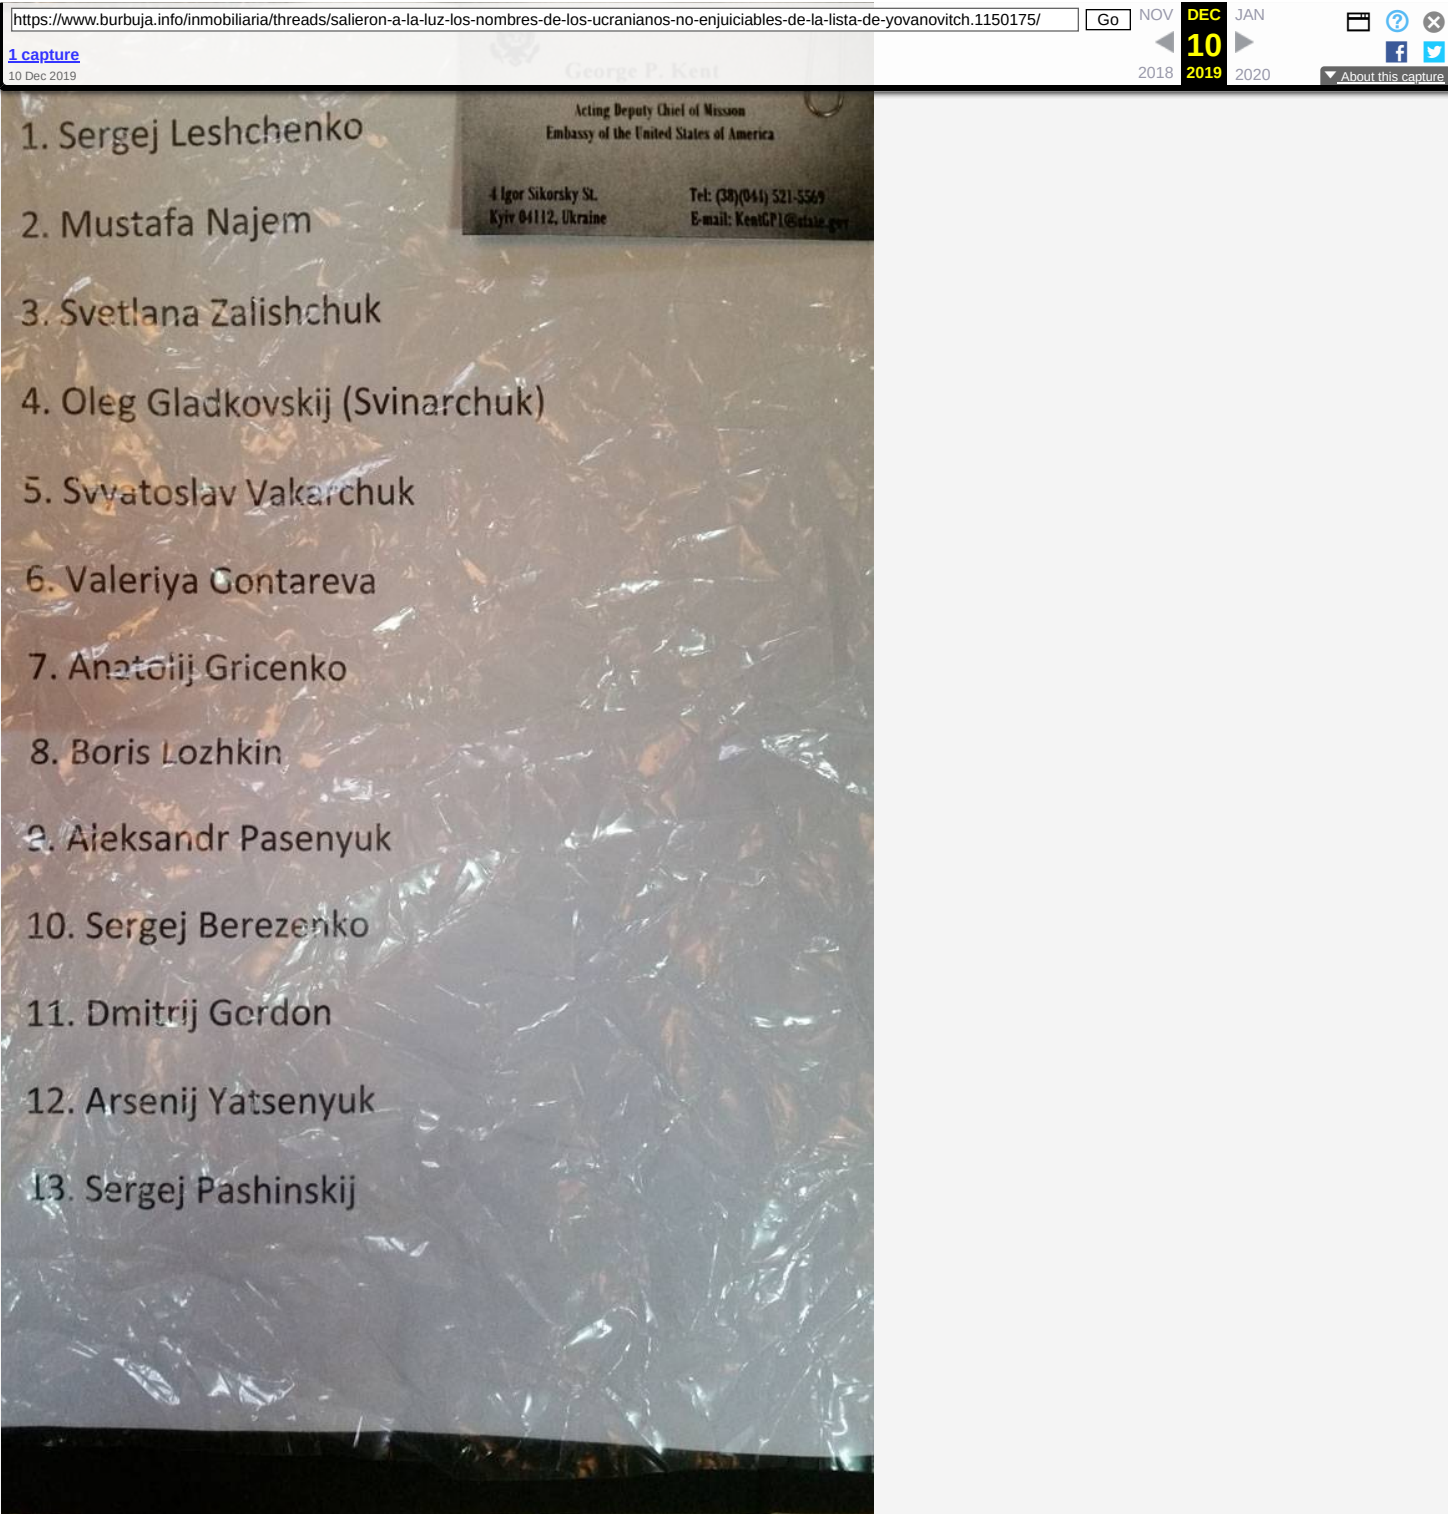 https://www.burbuja.info/inmobiliaria/threads/salieron-a-la-luz-los-nombres-de-los-ucranianos-no-enjuiciables-de-la-lista-de-yovanovitch.1150175/
Go
NOV DEC JAN
1 capture
10
10 Dec 2019
2018 2019 2020
About this capture
George P. Kent
Acting Deputy Chief of Mission
Embassy of the United States of America
4 Igor Sikorsky St.
Kyiv 04112, Ukraine
Tel: (38)(041) 521-5569
E-mail: KentGP1@state.gov
1. Sergej Leshchenko
2. Mustafa Najem
3. Svetlana Zalishchuk
4. Oleg Gladkovskij (Svinarchuk)
5. Svyatoslav Vakarchuk
6. Valeriya Gontareva
7. Anatolij Gricenko
8. Boris Lozhkin
9. Aleksandr Pasenyuk
10. Sergej Berezenko
11. Dmitrij Gordon
12. Arsenij Yatsenyuk
13. Sergej Pashinskij